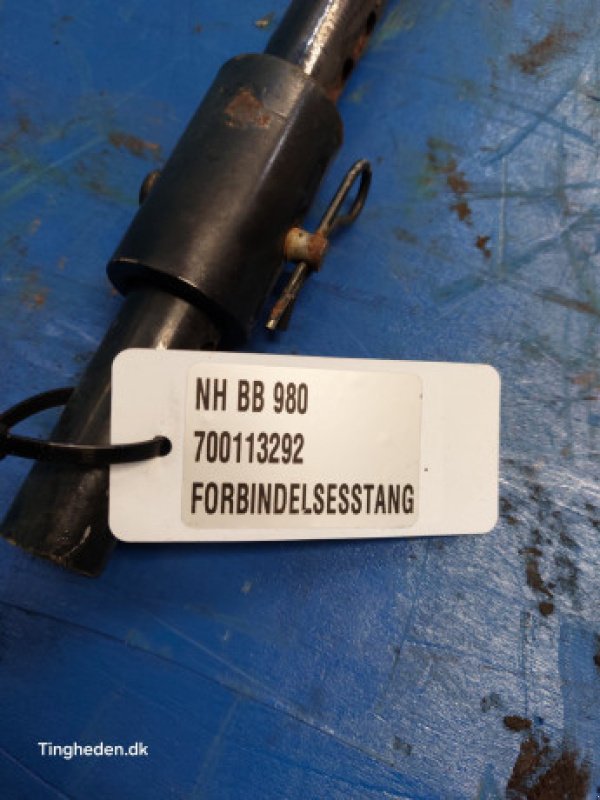 NH BB 980
700113292
FORBINDELSESSTANG
Tingheden.dk